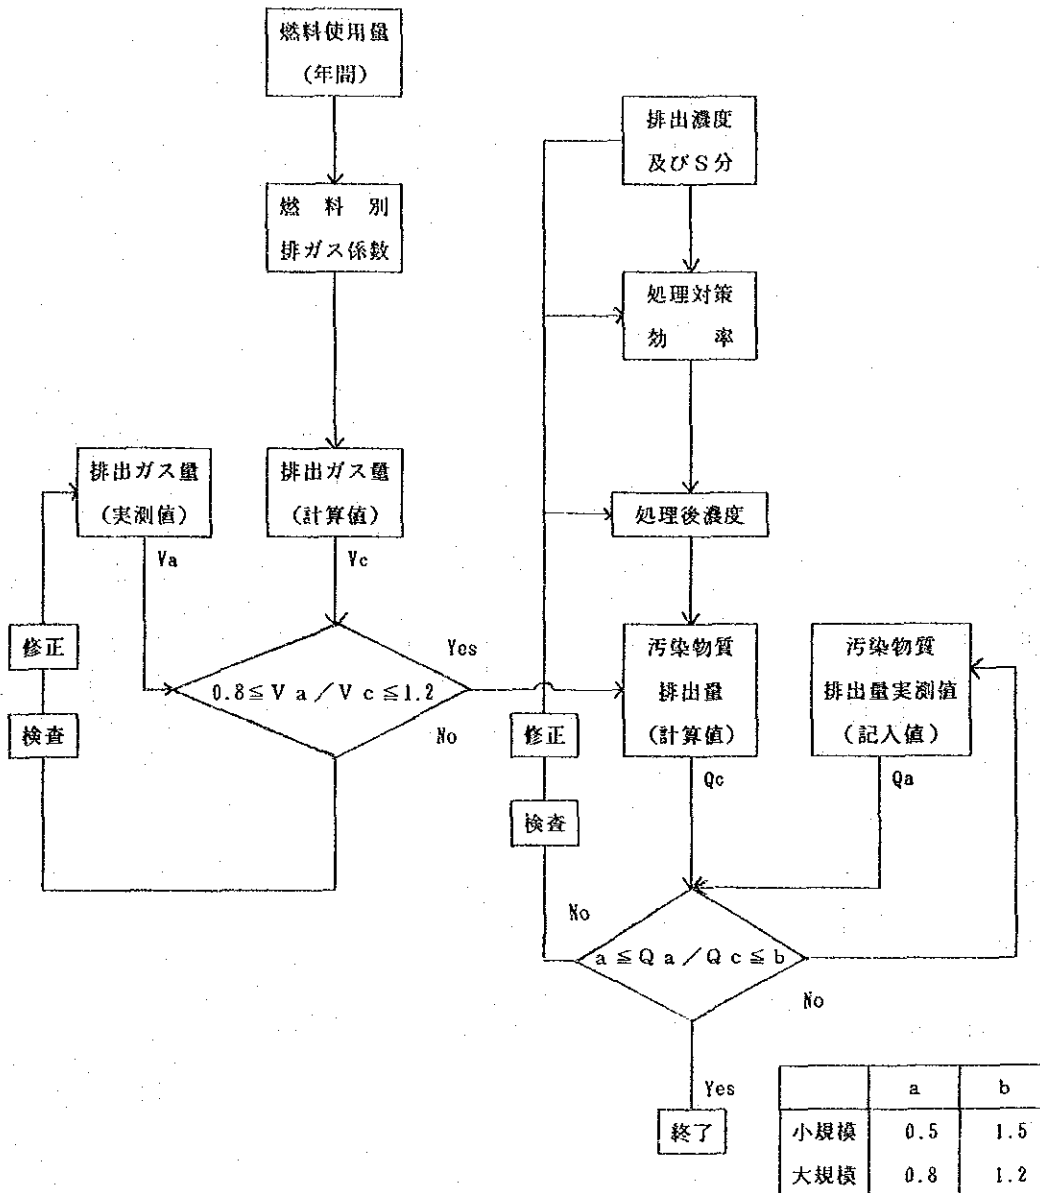 燃料使用量
（年間）
燃 料 別
排ガス係数
排出ガス量
（実測値）
Va
排出ガス量
（計算値）
Vc
0.8≦Ｖａ／Ｖｃ≦1.2
Yes
No
修正
検査
排出濃度
及びＳ分
処理対策
効 率
処理後濃度
汚染物質
排出量
（計算値）
Qc
汚染物質
排出量実測値
（記入値）
Qa
修正
検査
No
ａ≦Ｑａ／Ｑｃ≦ｂ
No
Yes
終了
a b
小規模 0.5 1.5
大規模 0.8 1.2